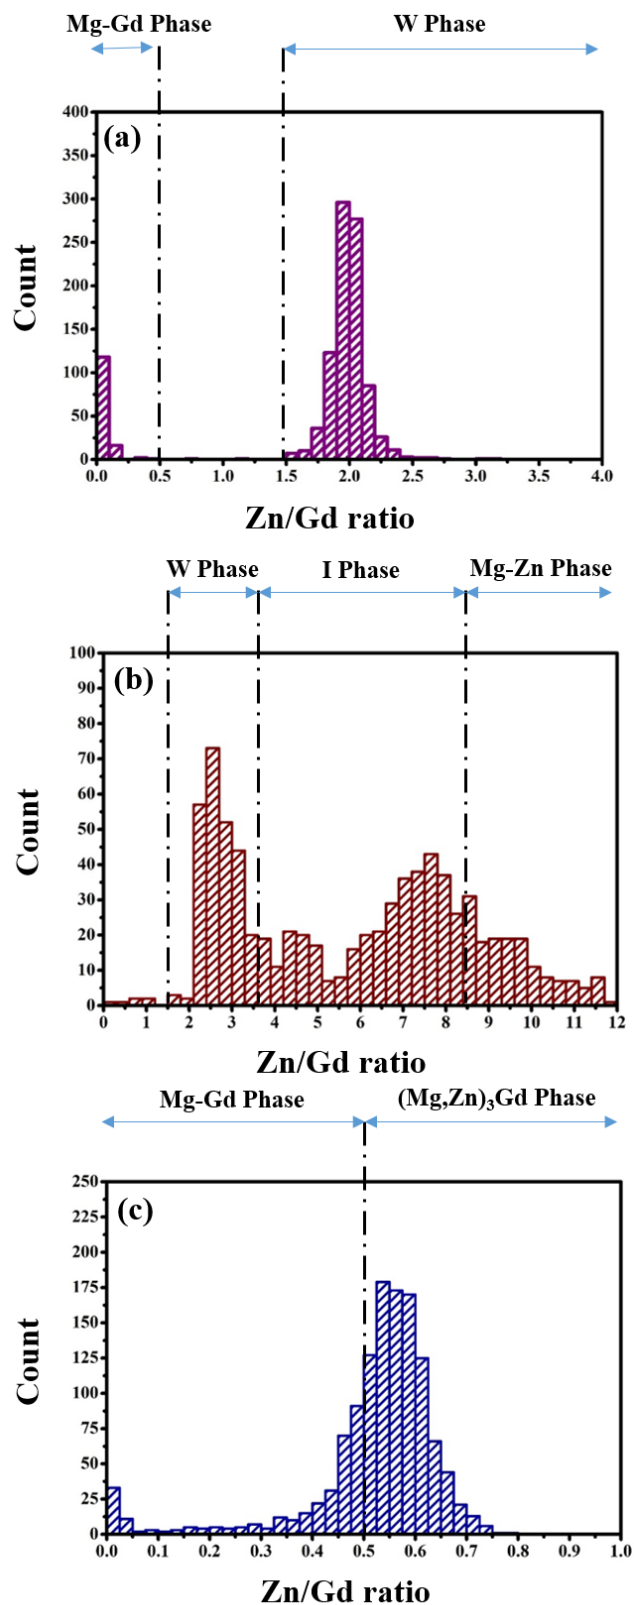 Mg-Gd Phase W Phase
(a)
400
350
300
250
200
150
100
50
0
Count
0.0 0.5 1.0 1.5 2.0 2.5 3.0 3.5 4.0
Zn/Gd ratio
W Phase I Phase Mg-Zn Phase
(b)
100
90
80
70
60
50
40
30
20
10
0
Count
0 1 2 3 4 5 6 7 8 9 10 11 12
Zn/Gd ratio
Mg-Gd Phase (Mg,Zn)₃Gd Phase
(c)
250
225
200
175
150
125
100
75
50
25
0
Count
0.0 0.1 0.2 0.3 0.4 0.5 0.6 0.7 0.8 0.9 1.0
Zn/Gd ratio